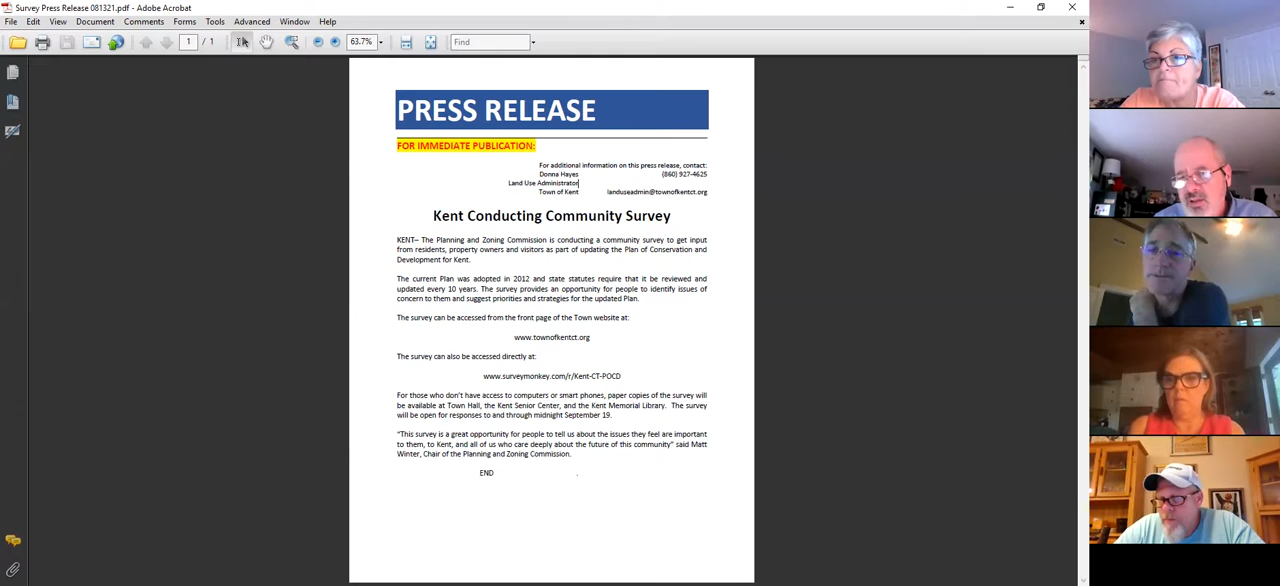 Survey Press Release 081321.pdf - Adobe Acrobat
File Edit View Document Comments Forms Tools Advanced Window Help
1 / 1 63.7% Find
PRESS RELEASE
FOR IMMEDIATE PUBLICATION:
For additional information on this press release, contact:
Donna Hayes (860) 927-4625
Land Use Administrator
Town of Kent landuseadmin@townofkentct.org
Kent Conducting Community Survey
KENT– The Planning and Zoning Commission is conducting a community survey to get input
from residents, property owners and visitors as part of updating the Plan of Conservation and
Development for Kent.
The current Plan was adopted in 2012 and state statutes require that it be reviewed and
updated every 10 years. The survey provides an opportunity for people to identify issues of
concern to them and suggest priorities and strategies for the updated Plan.
The survey can be accessed from the front page of the Town website at:
www.townofkentct.org
The survey can also be accessed directly at:
www.surveymonkey.com/r/Kent-CT-POCD
For those who don't have access to computers or smart phones, paper copies of the survey will
be available at Town Hall, the Kent Senior Center, and the Kent Memorial Library. The survey
will be open for responses to and through midnight September 19.
"This survey is a great opportunity for people to tell us about the issues they feel are important
to them, to Kent, and all of us who care deeply about the future of this community" said Matt
Winter, Chair of the Planning and Zoning Commission.
END .